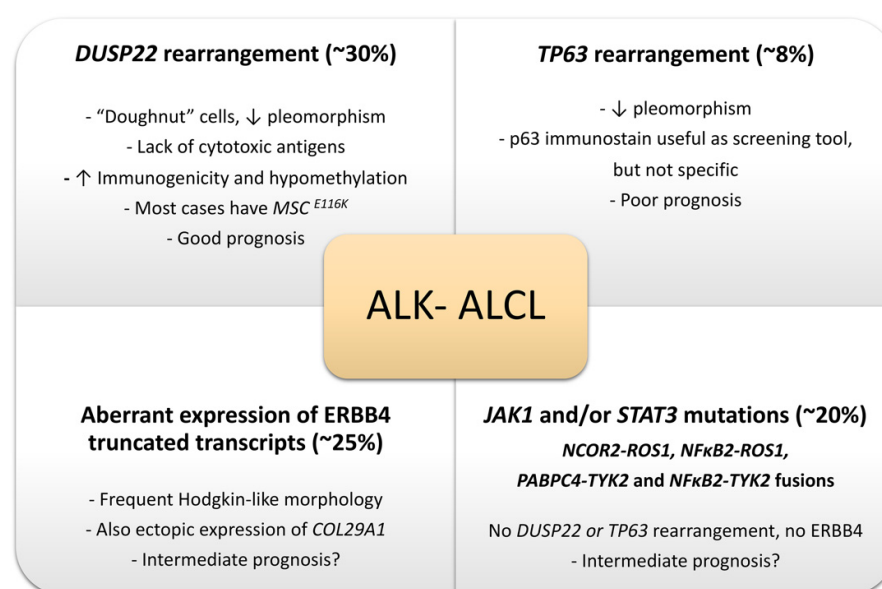 DUSP22 rearrangement (~30%)
- “Doughnut” cells, ↓ pleomorphism
- Lack of cytotoxic antigens
- ↑ Immunogenicity and hypomethylation
- Most cases have MSC E116K
- Good prognosis
TP63 rearrangement (~8%)
- ↓ pleomorphism
- p63 immunostain useful as screening tool,
but not specific
- Poor prognosis
ALK- ALCL
Aberrant expression of ERBB4
truncated transcripts (~25%)
- Frequent Hodgkin-like morphology
- Also ectopic expression of COL29A1
- Intermediate prognosis?
JAK1 and/or STAT3 mutations (~20%)
NCOR2-ROS1, NFκB2-ROS1,
PABPC4-TYK2 and NFκB2-TYK2 fusions
No DUSP22 or TP63 rearrangement, no ERBB4
- Intermediate prognosis?